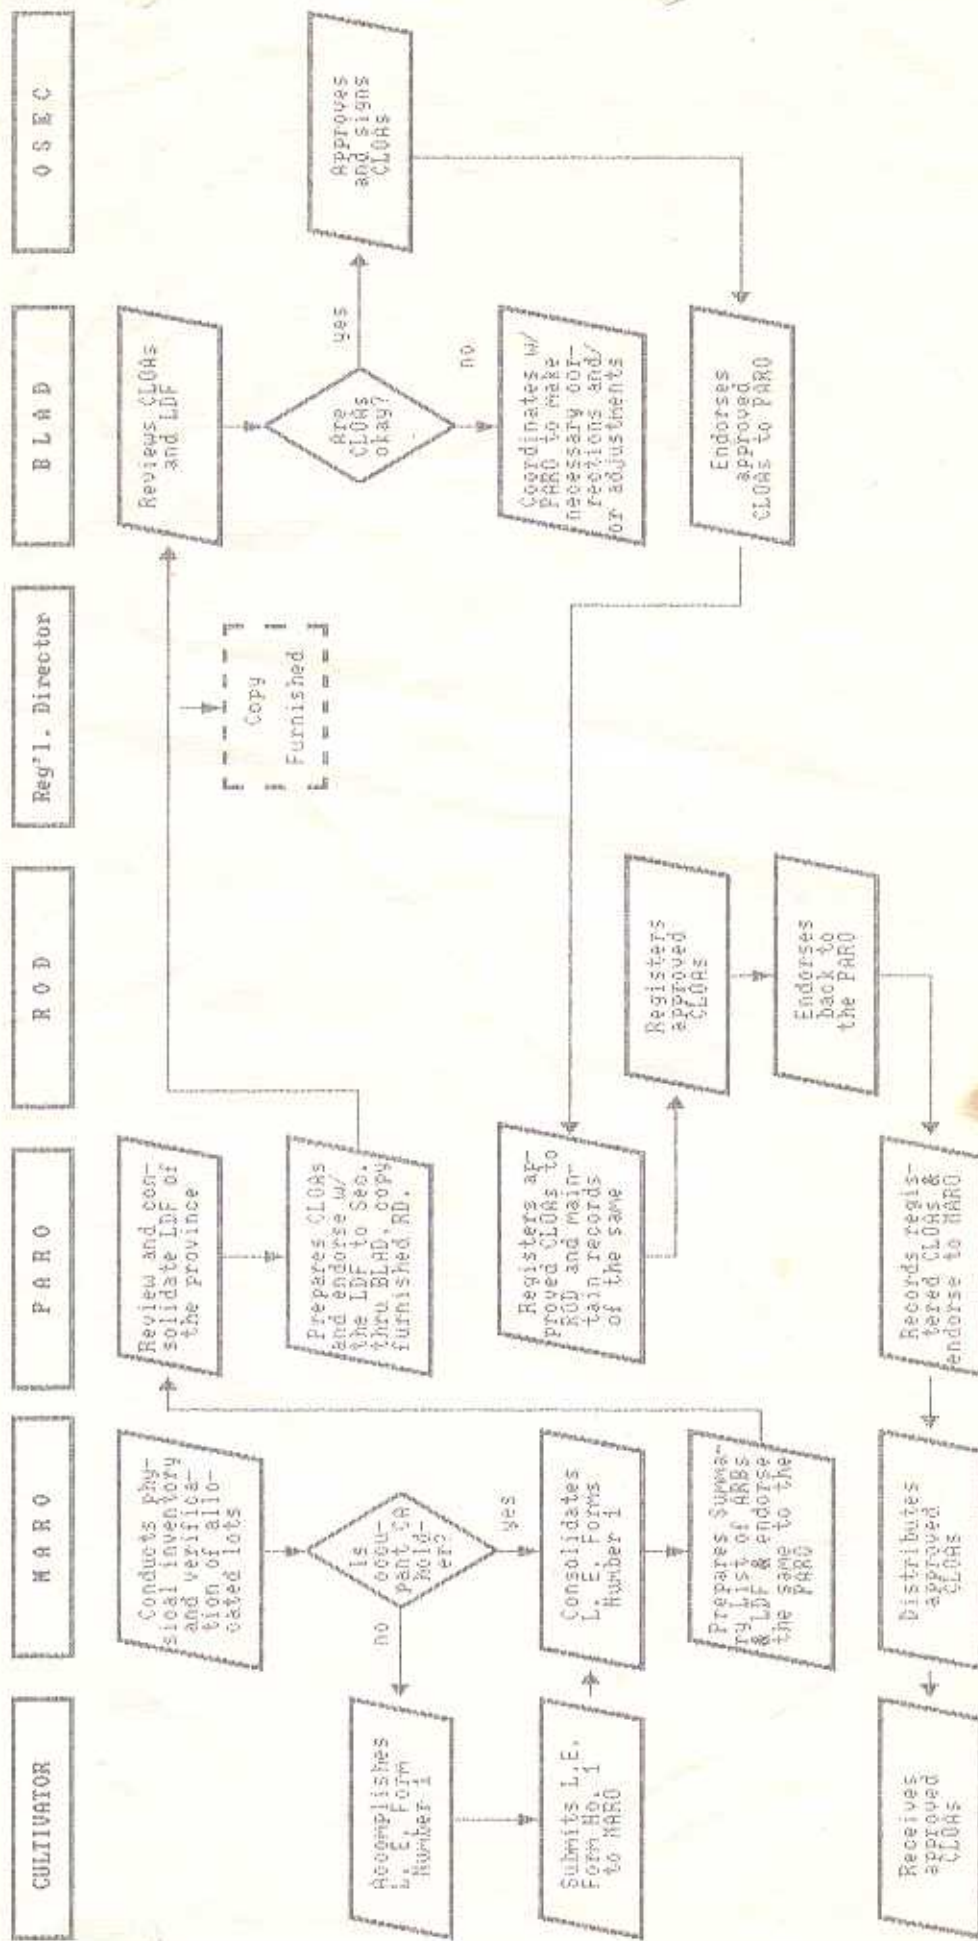 CULTIVATOR
MARO
PARO
ROD
Reg'l. Director
BLAD
OSEC
Conducts phy-
sical inventory
and verifica-
tion of allo-
cated lots
Is
occu-
pant CA
hold-
er?
no
yes
Accomplishes
L. E. Form
Number 1
Submits L.E.
Form No. 1
to MARO
Consolidates
L. E. Forms
Number 1
Prepares Summa-
ry List of ARBs
& LDF & endorse
the same to the
PARO
Review and con-
solidate LDF of
the province
Prepares CLOAs
and endorse w/
the LDF to Sec.
thru BLAD, copy
furnished RD.
Copy
Furnished
Reviews CLOAs
and LDF
Are
CLOAs
okay?
yes
no
Approves
and signs
CLOAs
Coordinates w/
PARO to make
necessary cor-
rections and/
or adjustments
Endorses
approved
CLOAs to PARO
Registers ap-
proved CLOAs to
ROD and main-
tain records
of the same
Registers
approved
CLOAs
Endorses
back to
the PARO
Records regis-
tered CLOAs &
endorse to MARO
Distributes
approved
CLOAs
Receives
approved
CLOAs